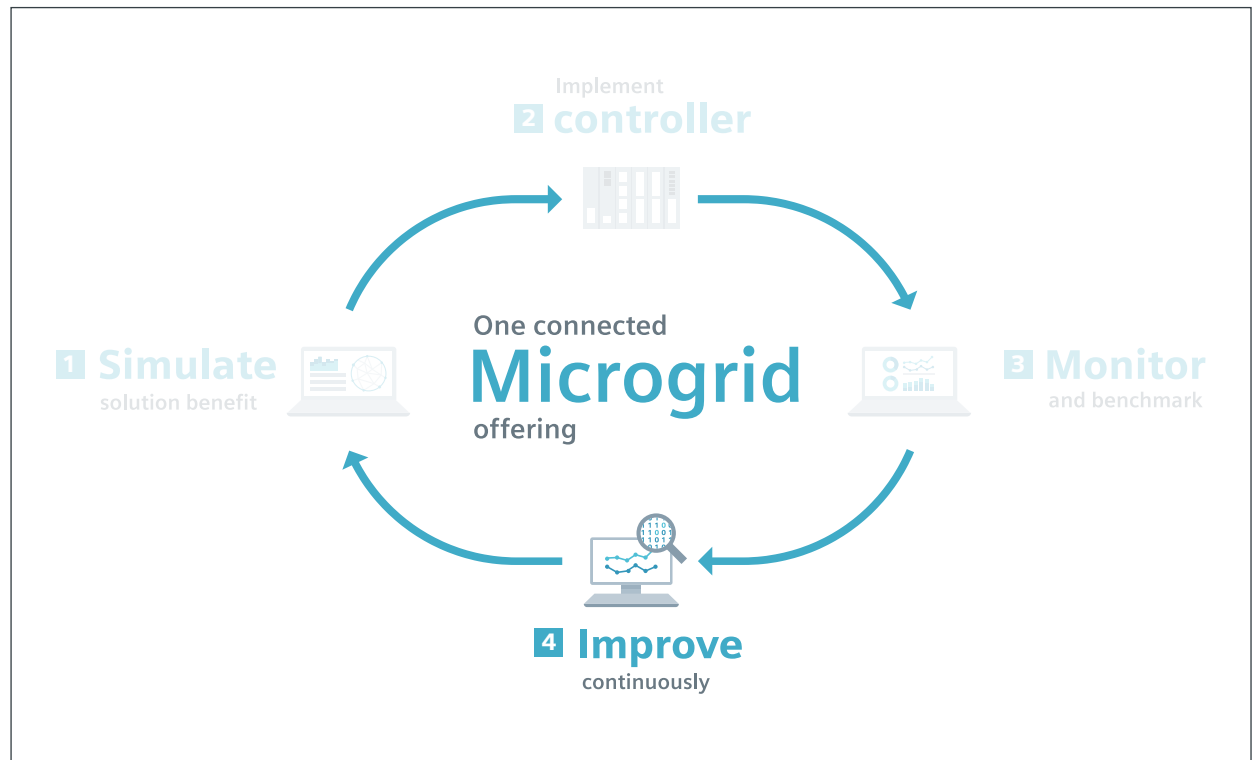 Implement
2 controller
One connected
Microgrid
offering
1 Simulate
solution benefit
3 Monitor
and benchmark
4 Improve
continuously